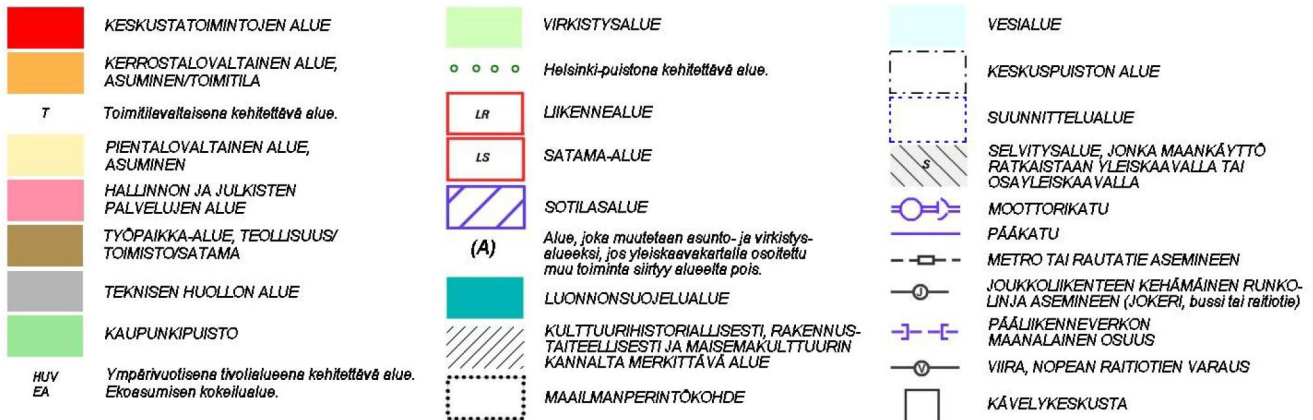 KESKUSTATOIMINTOJEN ALUE
KERROSTALOVALTAINEN ALUE,
ASUMINEN/TOIMITILA
T
Toimitilavaltaisena kehitettävä alue.
PIENTALOVALTAINEN ALUE,
ASUMINEN
HALLINNON JA JULKISTEN
PALVELUJEN ALUE
TYÖPAIKKA-ALUE, TEOLLISUUS/
TOIMISTO/SATAMA
TEKNISEN HUOLLON ALUE
KAUPUNKIPUISTO
HUV
Ympärivuotisena tivolialueena kehitettävä alue.
EA
Ekoasumisen kokeilualue.
VIRKISTYSALUE
Helsinki-puistona kehitettävä alue.
LR
LIIKENNEALUE
LS
SATAMA-ALUE
SOTILASALUE
(A)
Alue, joka muutetaan asunto- ja virkistys-
alueeksi, jos yleiskaavakartalla osoitettu
muu toiminta siirtyy alueelta pois.
LUONNONSUOJELUALUE
KULTTUURIHISTORIALLISESTI, RAKENNUS-
TAITEELLISESTI JA MAISEMAKULTTUURIN
KANNALTA MERKITTÄVÄ ALUE
MAAILMANPERINTÖKOHDE
VESIALUE
KESKUSPUISTON ALUE
SUUNNITTELUALUE
S
SELVITYSALUE, JONKA MAANKÄYTTÖ
RATKAISTAAN YLEISKAAVALLA TAI
OSAYLEISKAAVALLA
MOOTTORIKATU
PÄÄKATU
METRO TAI RAUTATIE ASEMINEEN
J
JOUKKOLIIKENTEEN KEHÄMÄINEN RUNKO-
LINJA ASEMINEEN (JOKERI, bussi tai raitiotie)
PÄÄLIIKENNEVERKON
MAANALAINEN OSUUS
V
VIIRA, NOPEAN RAITIOTIEN VARAUS
KÄVELYKESKUSTA